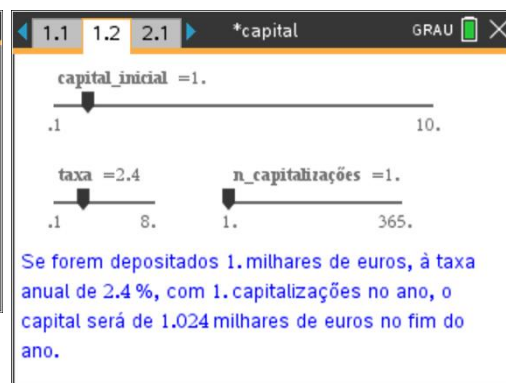 1.1 1.2 2.1 *capital GRAU
capital_inicial =1.
.1 10.
taxa =2.4 n_capitalizações =1.
.1 8. 1. 365.
Se forem depositados 1. milhares de euros, à taxa
anual de 2.4 %, com 1. capitalizações no ano, o
capital será de 1.024 milhares de euros no fim do
ano.